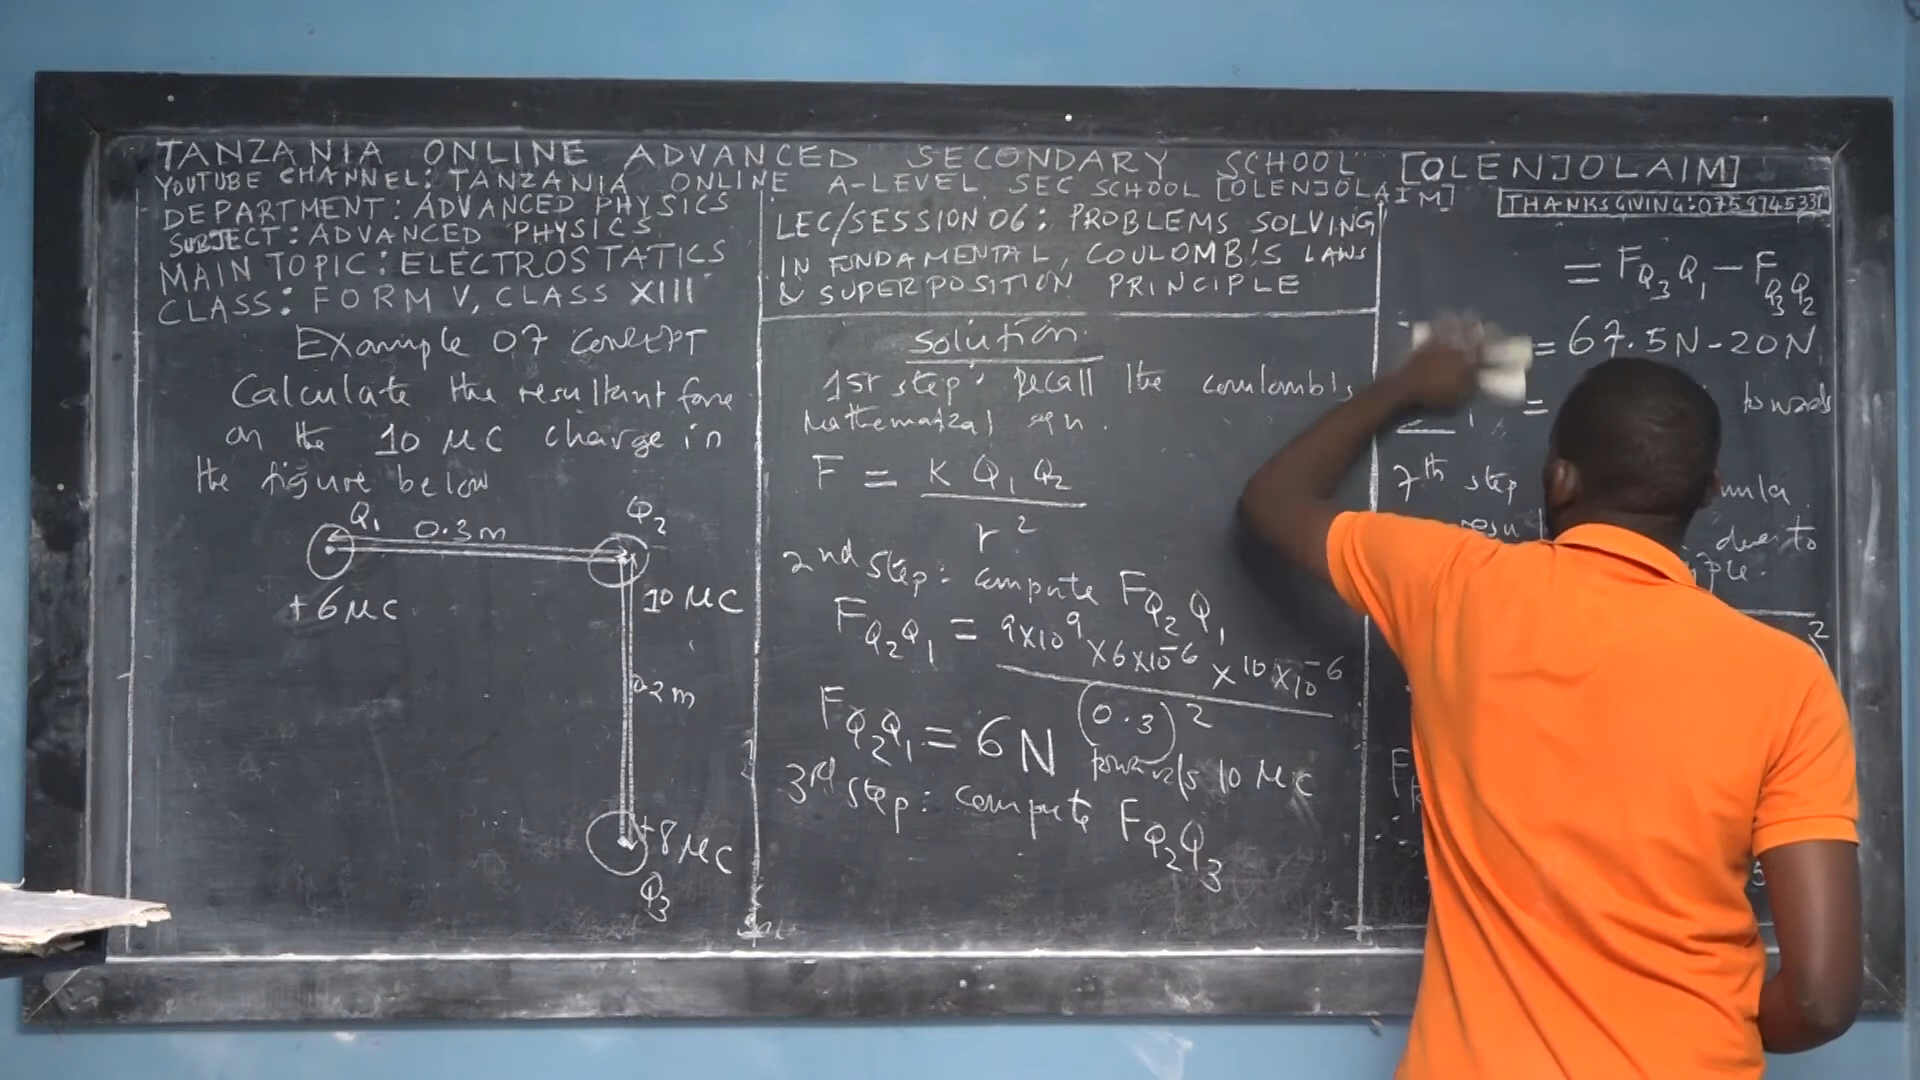 TANZANIA ONLINE ADVANCED SECONDARY SCHOOL [OLENJOLAIM]
YOUTUBE CHANNEL: TANZANIA ONLINE A-LEVEL SEC SCHOOL [OLENJOLAIM]
DEPARTMENT: ADVANCED PHYSICS
SUBJECT: ADVANCED PHYSICS
MAIN TOPIC: ELECTROSTATICS
CLASS: FORM V, CLASS XIII
Example 07 Concept
Calculate the resultant force
on the 10 μC charge in
the figure below
Q1 0.3m Q2
+6μC
10μC
0.2m
+8μC
Q3
LEC/SESSION 06: PROBLEMS SOLVING
IN FUNDAMENTAL, COULOMB'S LAWS
& SUPERPOSITION PRINCIPLE
Solution
1st step: Recall the coulomb's
Mathematical eqn.
F = K Q1 Q2
r²
2nd step: compute FQ2Q1
FQ2Q1 = 9x10⁹ x6x10⁻⁶ x10x10⁻⁶
(0.3)²
FQ2Q1 = 6N towards 10 μC
3rd step: compute FQ2Q3
THANKSGIVING: 0759745331
= FQ3Q1 - FQ3Q2
= 67.5N - 20N
= towards
7th step